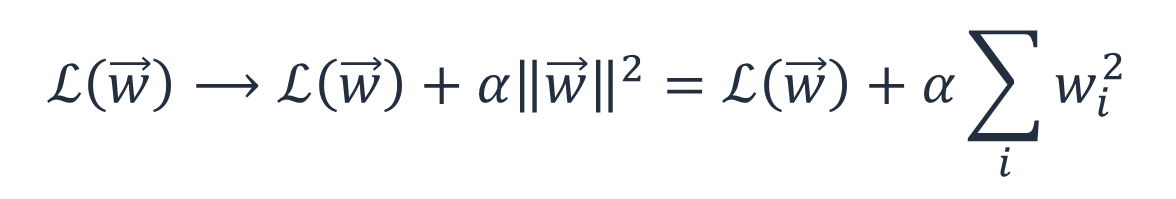 ℒ(w⃗) ⟶ ℒ(w⃗) + α‖w⃗‖² = ℒ(w⃗) + α ∑ᵢ wᵢ²